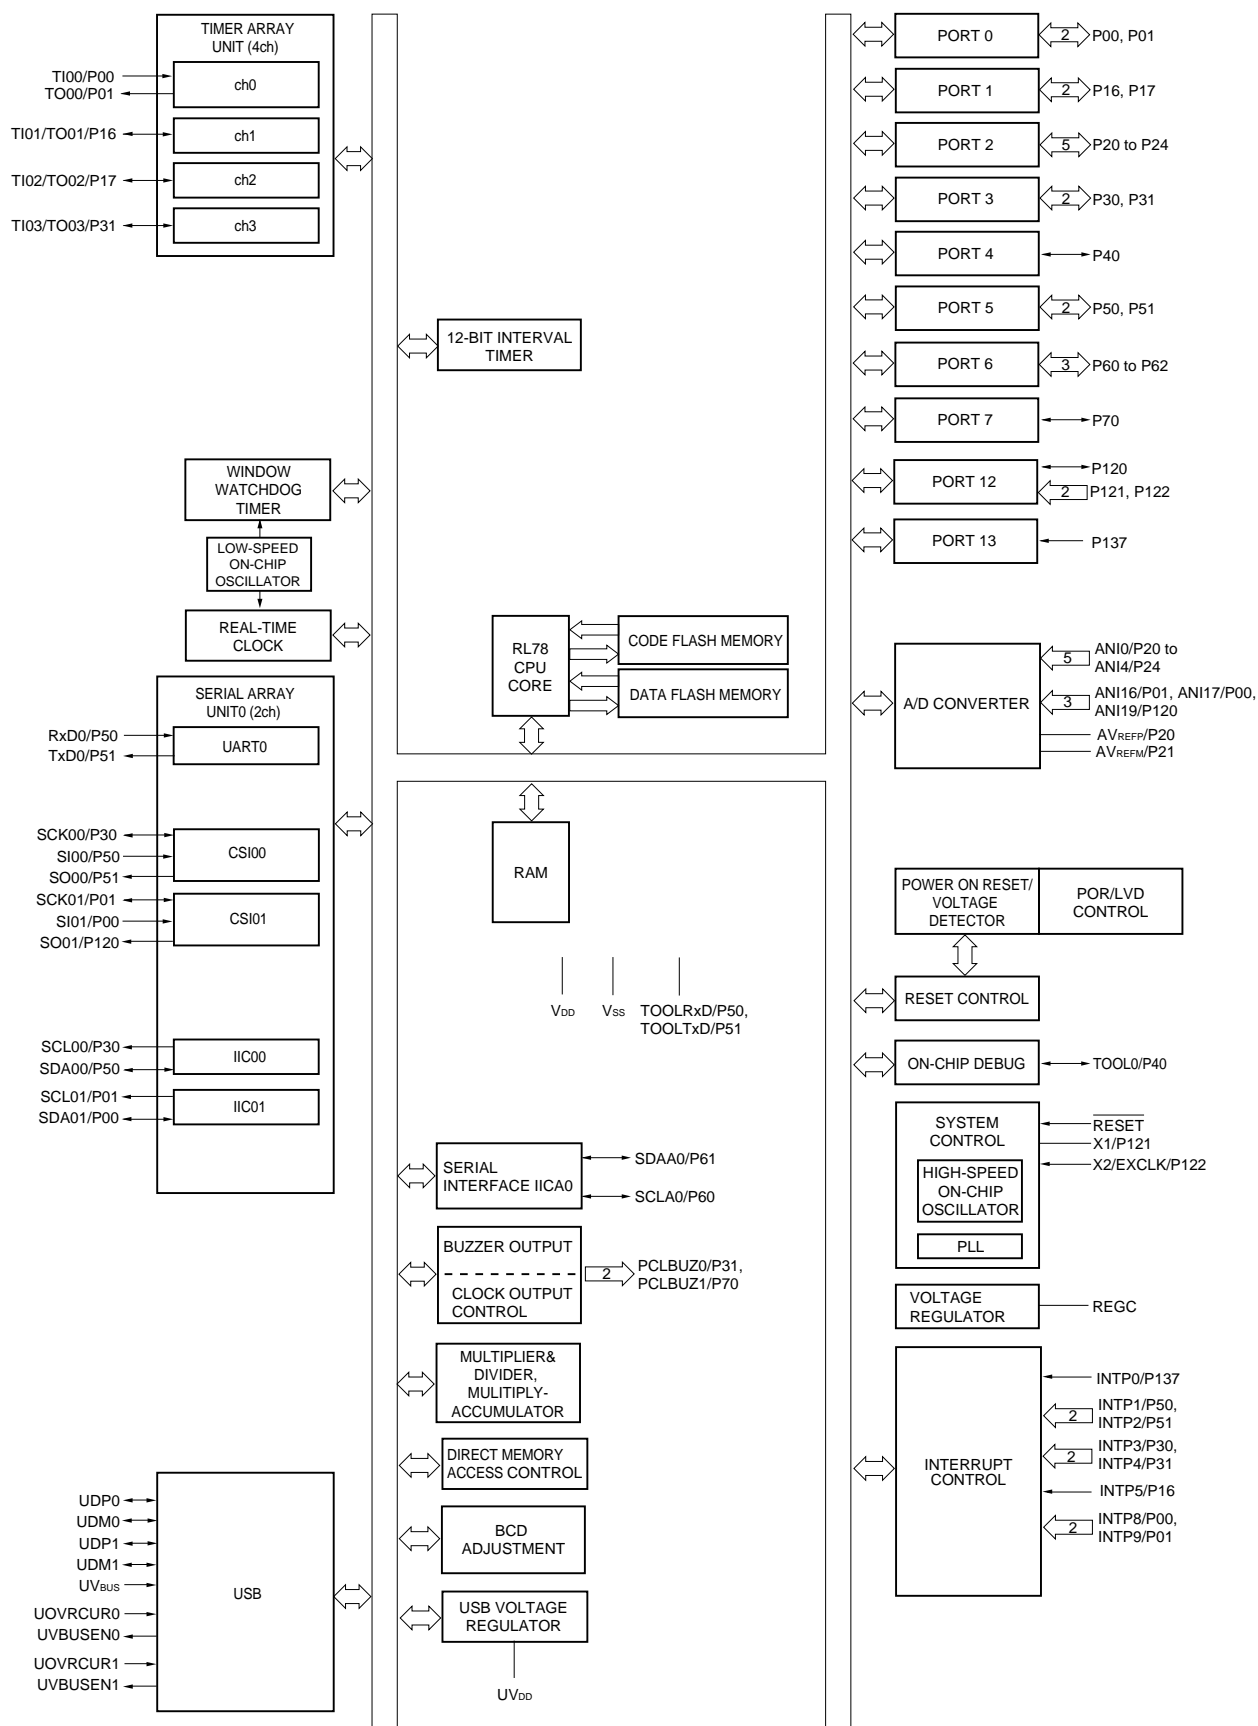 TIMER ARRAY
UNIT (4ch)
TI00/P00
TO00/P01
ch0
TI01/TO01/P16
ch1
TI02/TO02/P17
ch2
TI03/TO03/P31
ch3
12-BIT INTERVAL
TIMER
WINDOW
WATCHDOG
TIMER
LOW-SPEED
ON-CHIP
OSCILLATOR
REAL-TIME
CLOCK
SERIAL ARRAY
UNIT0 (2ch)
RxD0/P50
TxD0/P51
UART0
SCK00/P30
SI00/P50
SO00/P51
CSI00
SCK01/P01
SI01/P00
SO01/P120
CSI01
SCL00/P30
SDA00/P50
IIC00
SCL01/P01
SDA01/P00
IIC01
UDP0
UDM0
UDP1
UDM1
UVBUS
UOVRCUR0
UVBUSEN0
UOVRCUR1
UVBUSEN1
USB
RL78
CPU
CORE
CODE FLASH MEMORY
DATA FLASH MEMORY
RAM
VDD
VSS
TOOLRxD/P50,
TOOLTxD/P51
SERIAL
INTERFACE IICA0
SDAA0/P61
SCLA0/P60
BUZZER OUTPUT
CLOCK OUTPUT
CONTROL
2
PCLBUZ0/P31,
PCLBUZ1/P70
MULTIPLIER&
DIVIDER,
MULITIPLY-
ACCUMULATOR
DIRECT MEMORY
ACCESS CONTROL
BCD
ADJUSTMENT
USB VOLTAGE
REGULATOR
UVDD
PORT 0
2
P00, P01
PORT 1
2
P16, P17
PORT 2
5
P20 to P24
PORT 3
2
P30, P31
PORT 4
P40
PORT 5
2
P50, P51
PORT 6
3
P60 to P62
PORT 7
P70
PORT 12
P120
2
P121, P122
PORT 13
P137
A/D CONVERTER
5
ANI0/P20 to
ANI4/P24
3
ANI16/P01, ANI17/P00,
ANI19/P120
AVREFP/P20
AVREFM/P21
POWER ON RESET/
VOLTAGE
DETECTOR
POR/LVD
CONTROL
RESET CONTROL
ON-CHIP DEBUG
TOOL0/P40
SYSTEM
CONTROL
RESET
X1/P121
X2/EXCLK/P122
HIGH-SPEED
ON-CHIP
OSCILLATOR
PLL
VOLTAGE
REGULATOR
REGC
INTERRUPT
CONTROL
INTP0/P137
2
INTP1/P50,
INTP2/P51
2
INTP3/P30,
INTP4/P31
INTP5/P16
2
INTP8/P00,
INTP9/P01